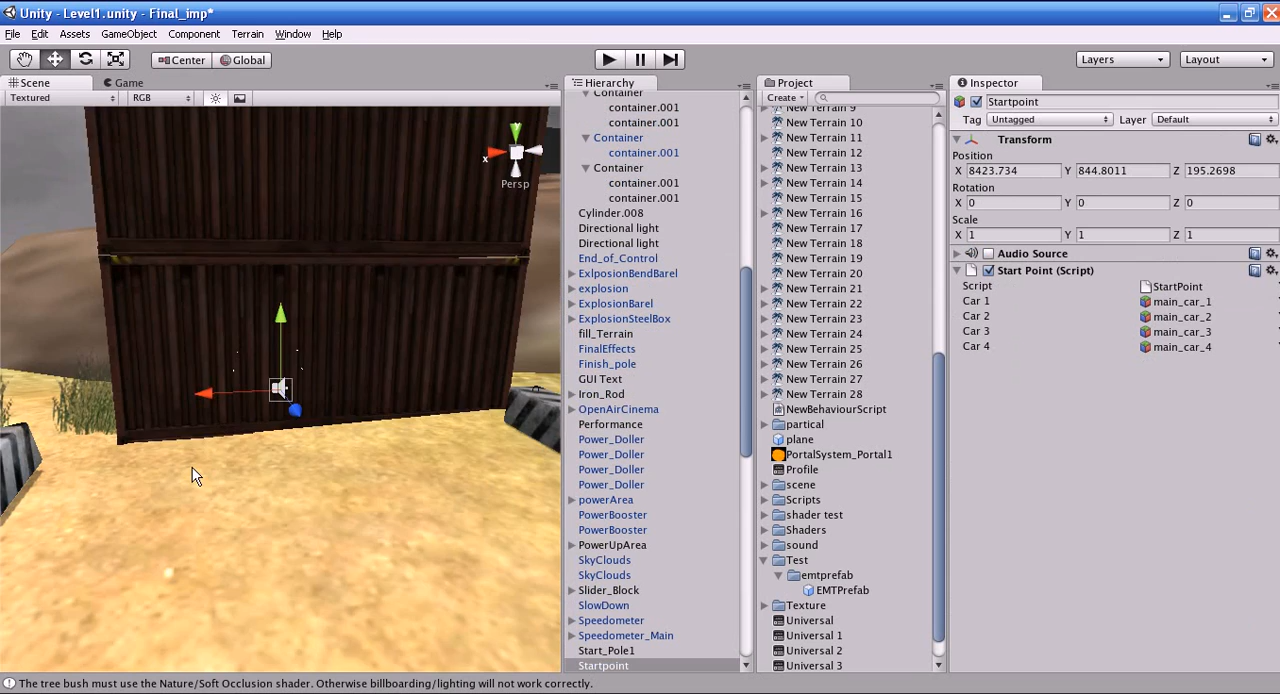 Unity - Level1.unity - Final_imp*
File Edit Assets GameObject Component Terrain Window Help
Center Global Layers Layout
Scene Game
Textured RGB
x y
Persp
Hierarchy
Container
container.001
container.001
Container
container.001
Container
container.001
container.001
Cylinder.008
Directional light
Directional light
End_of_Control
ExlposionBendBarel
explosion
ExplosionBarel
ExplosionSteelBox
fill_Terrain
FinalEffects
Finish_pole
GUI Text
Iron_Rod
OpenAirCinema
Performance
Power_Doller
Power_Doller
Power_Doller
Power_Doller
powerArea
PowerBooster
PowerBooster
PowerUpArea
SkyClouds
SkyClouds
Slider_Block
SlowDown
Speedometer
Speedometer_Main
Start_Pole1
Startpoint
Project
Create
New Terrain 9
New Terrain 10
New Terrain 11
New Terrain 12
New Terrain 13
New Terrain 14
New Terrain 15
New Terrain 16
New Terrain 17
New Terrain 18
New Terrain 19
New Terrain 20
New Terrain 21
New Terrain 22
New Terrain 23
New Terrain 24
New Terrain 25
New Terrain 26
New Terrain 27
New Terrain 28
NewBehaviourScript
partical
plane
PortalSystem_Portal1
Profile
scene
Scripts
shader test
Shaders
sound
Test
emtprefab
EMTPrefab
Texture
Universal
Universal 1
Universal 2
Universal 3
Inspector
Startpoint
Tag Untagged Layer Default
Transform
Position
X 8423.734 Y 844.8011 Z 195.2698
Rotation
X 0 Y 0 Z 0
Scale
X 1 Y 1 Z 1
Audio Source
Start Point (Script)
Script StartPoint
Car 1 main_car_1
Car 2 main_car_2
Car 3 main_car_3
Car 4 main_car_4
The tree bush must use the Nature/Soft Occlusion shader. Otherwise billboarding/lighting will not work correctly.